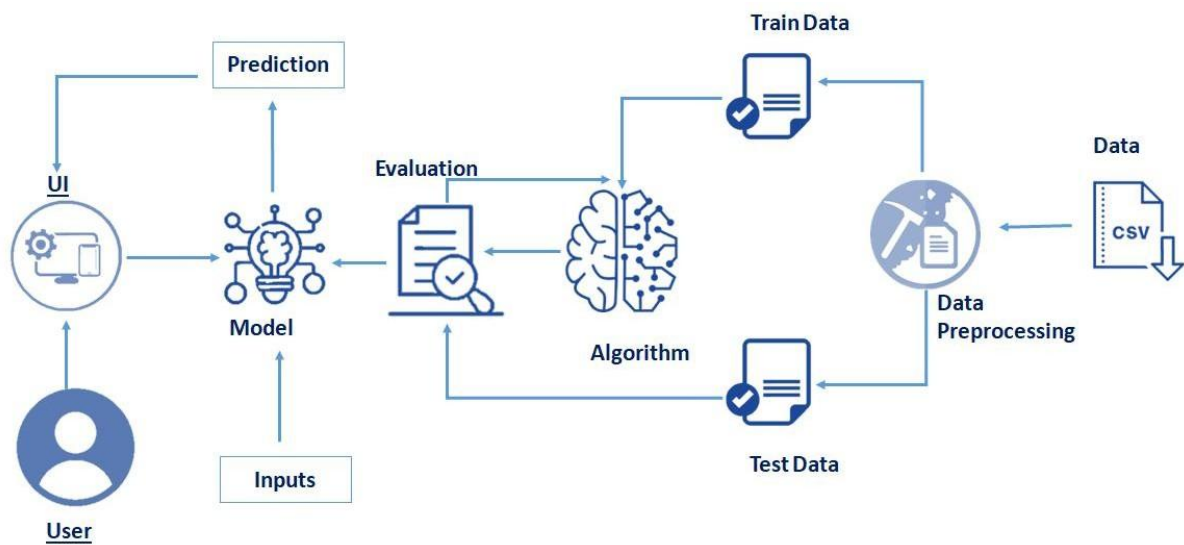 Train Data
Prediction
Data
Evaluation
UI
CSV
Model
Data
Preprocessing
Algorithm
Inputs
Test Data
User